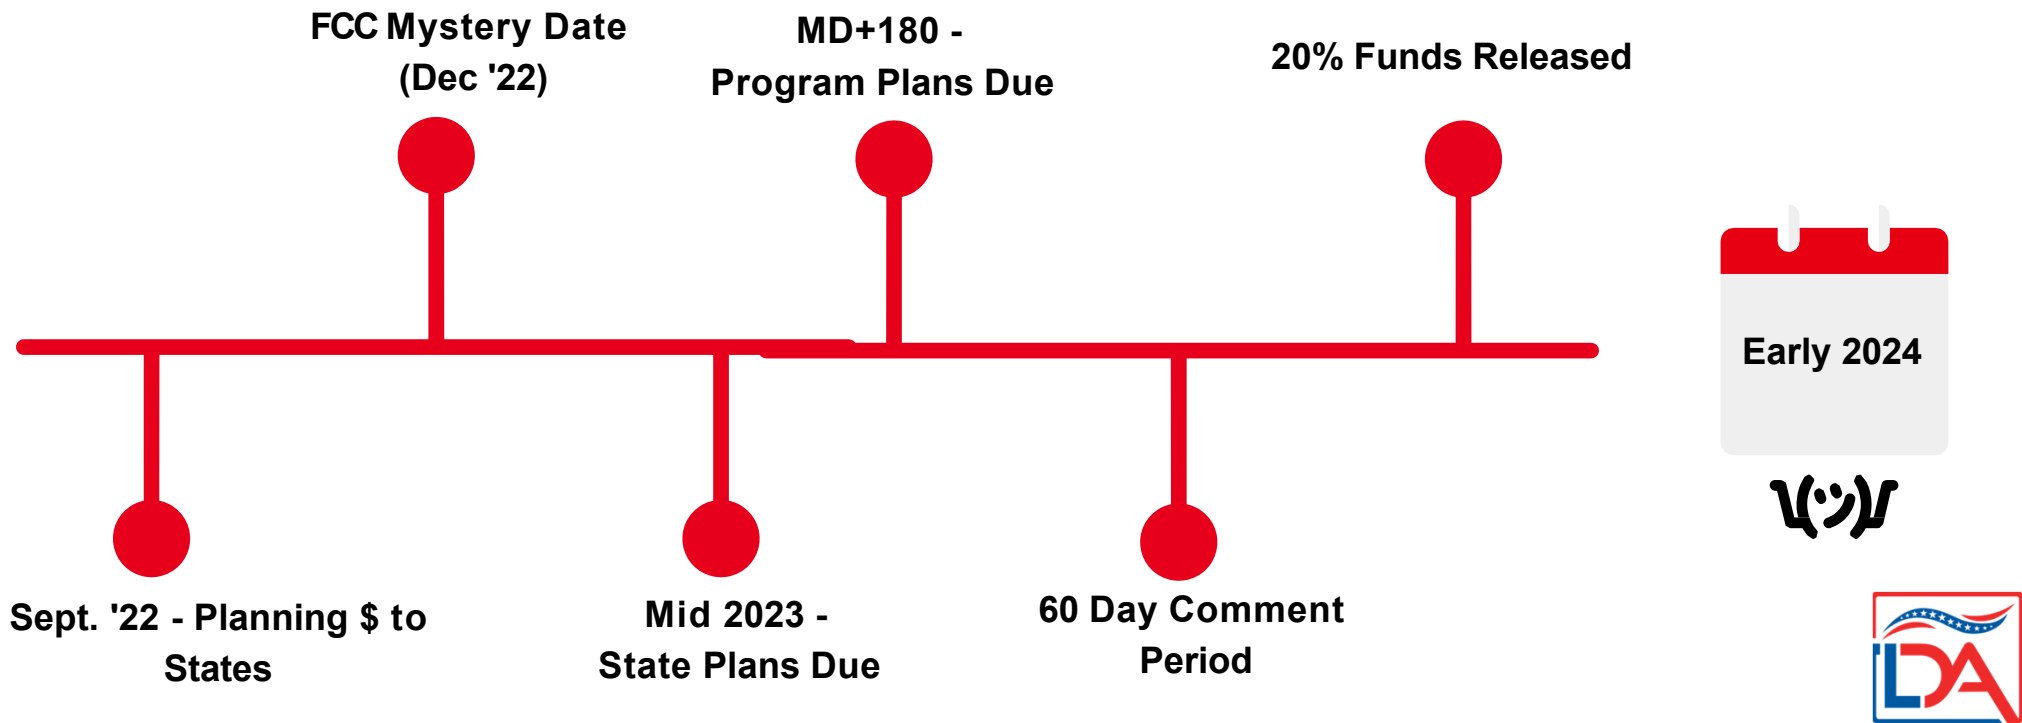 FCC Mystery Date
(Dec '22)
MD+180 -
Program Plans Due
20% Funds Released
Early 2024
Sept. '22 - Planning $ to
States
Mid 2023 -
State Plans Due
60 Day Comment
Period
LDA